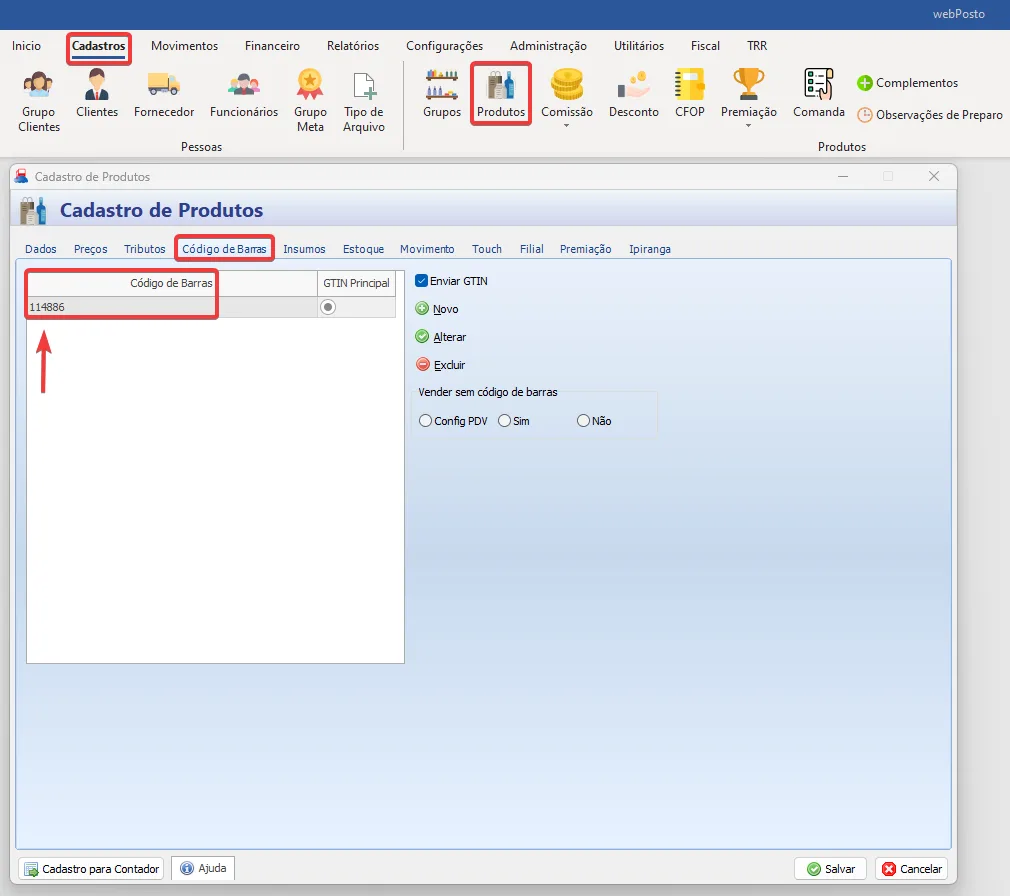 webPosto
Inicio Cadastros Movimentos Financeiro Relatórios Configurações Administração Utilitários Fiscal TRR
Grupo Clientes Fornecedor Funcionários Grupo Tipo de Grupos Produtos Comissão Desconto CFOP Premiação Comanda
Clientes Meta Arquivo
Complementos
Observações de Preparo
Pessoas Produtos
Cadastro de Produtos
Cadastro de Produtos
Dados Preços Tributos Código de Barras Insumos Estoque Movimento Touch Filial Premiação Ipiranga
Código de Barras GTIN Principal
114886
Enviar GTIN
Novo
Alterar
Excluir
Vender sem código de barras
Config PDV Sim Não
Cadastro para Contador Ajuda Salvar Cancelar